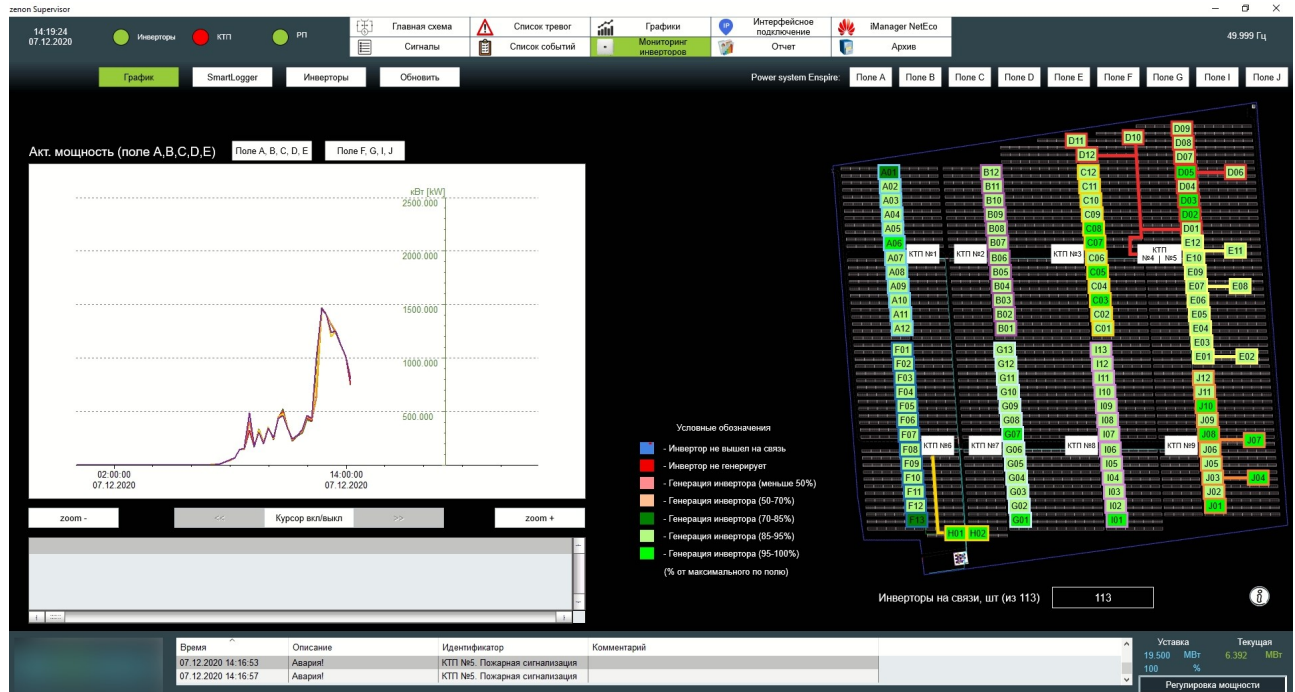 zenon Supervisor
14:19:24
07.12.2020
Инверторы
КТП
РП
Главная схема
Список тревог
Графики
IP
Интерфейсное подключение
iManager NetEco
Сигналы
Список событий
Мониторинг инверторов
Отчет
Архив
49.999 Гц
График
SmartLogger
Инверторы
Обновить
Power system Enspire:
Поле A
Поле B
Поле C
Поле D
Поле E
Поле F
Поле G
Поле I
Поле J
Акт. мощность (поле A,B,C,D,E)
Поле A, B, C, D, E
Поле F, G, I, J
кВт [kW]
2500.000
2000.000
1500.000
1000.000
500.000
02:00:00
07.12.2020
14:00:00
07.12.2020
zoom -
<<
Курсор вкл/выкл
>>
zoom +
Условные обозначения
- Инвертор не вышел на связь
- Инвертор не генерирует
- Генерация инвертора (меньше 50%)
- Генерация инвертора (50-70%)
- Генерация инвертора (70-85%)
- Генерация инвертора (85-95%)
- Генерация инвертора (95-100%)
(% от максимального по полю)
A01
A02
A03
A04
A05
A06
A07
A08
A09
A10
A11
A12
F01
F02
F03
F04
F05
F06
F07
F08
F09
F10
F11
F12
F13
КТП №1
КТП №6
H01
H02
B12
B11
B10
B09
B08
B07
B06
B05
B04
B03
B02
B01
G13
G12
G11
G10
G09
G08
G07
G06
G05
G04
G03
G02
G01
КТП №2
КТП №7
D11
D10
D12
C12
C11
C10
C09
C08
C07
C06
C05
C04
C03
C02
C01
I13
I12
I11
I10
I09
I08
I07
I06
I05
I04
I03
I02
I01
КТП №3
КТП №8
D09
D08
D07
D05
D06
D04
D03
D02
D01
E12
E11
E10
E09
E07
E08
E06
E05
E04
E03
E01
E02
J12
J11
J10
J09
J08
J07
J06
J05
J03
J04
J02
J01
КТП
№4 | №5
КТП №9
Инверторы на связи, шт (из 113)
113
Время
Описание
Идентификатор
Комментарий
07.12.2020 14:16:53
Авария!
КТП №5. Пожарная сигнализация
07.12.2020 14:16:57
Авария!
КТП №5. Пожарная сигнализация
Уставка
Текущая
19.500 МВт
6.392 МВт
100 %
Регулировка мощности